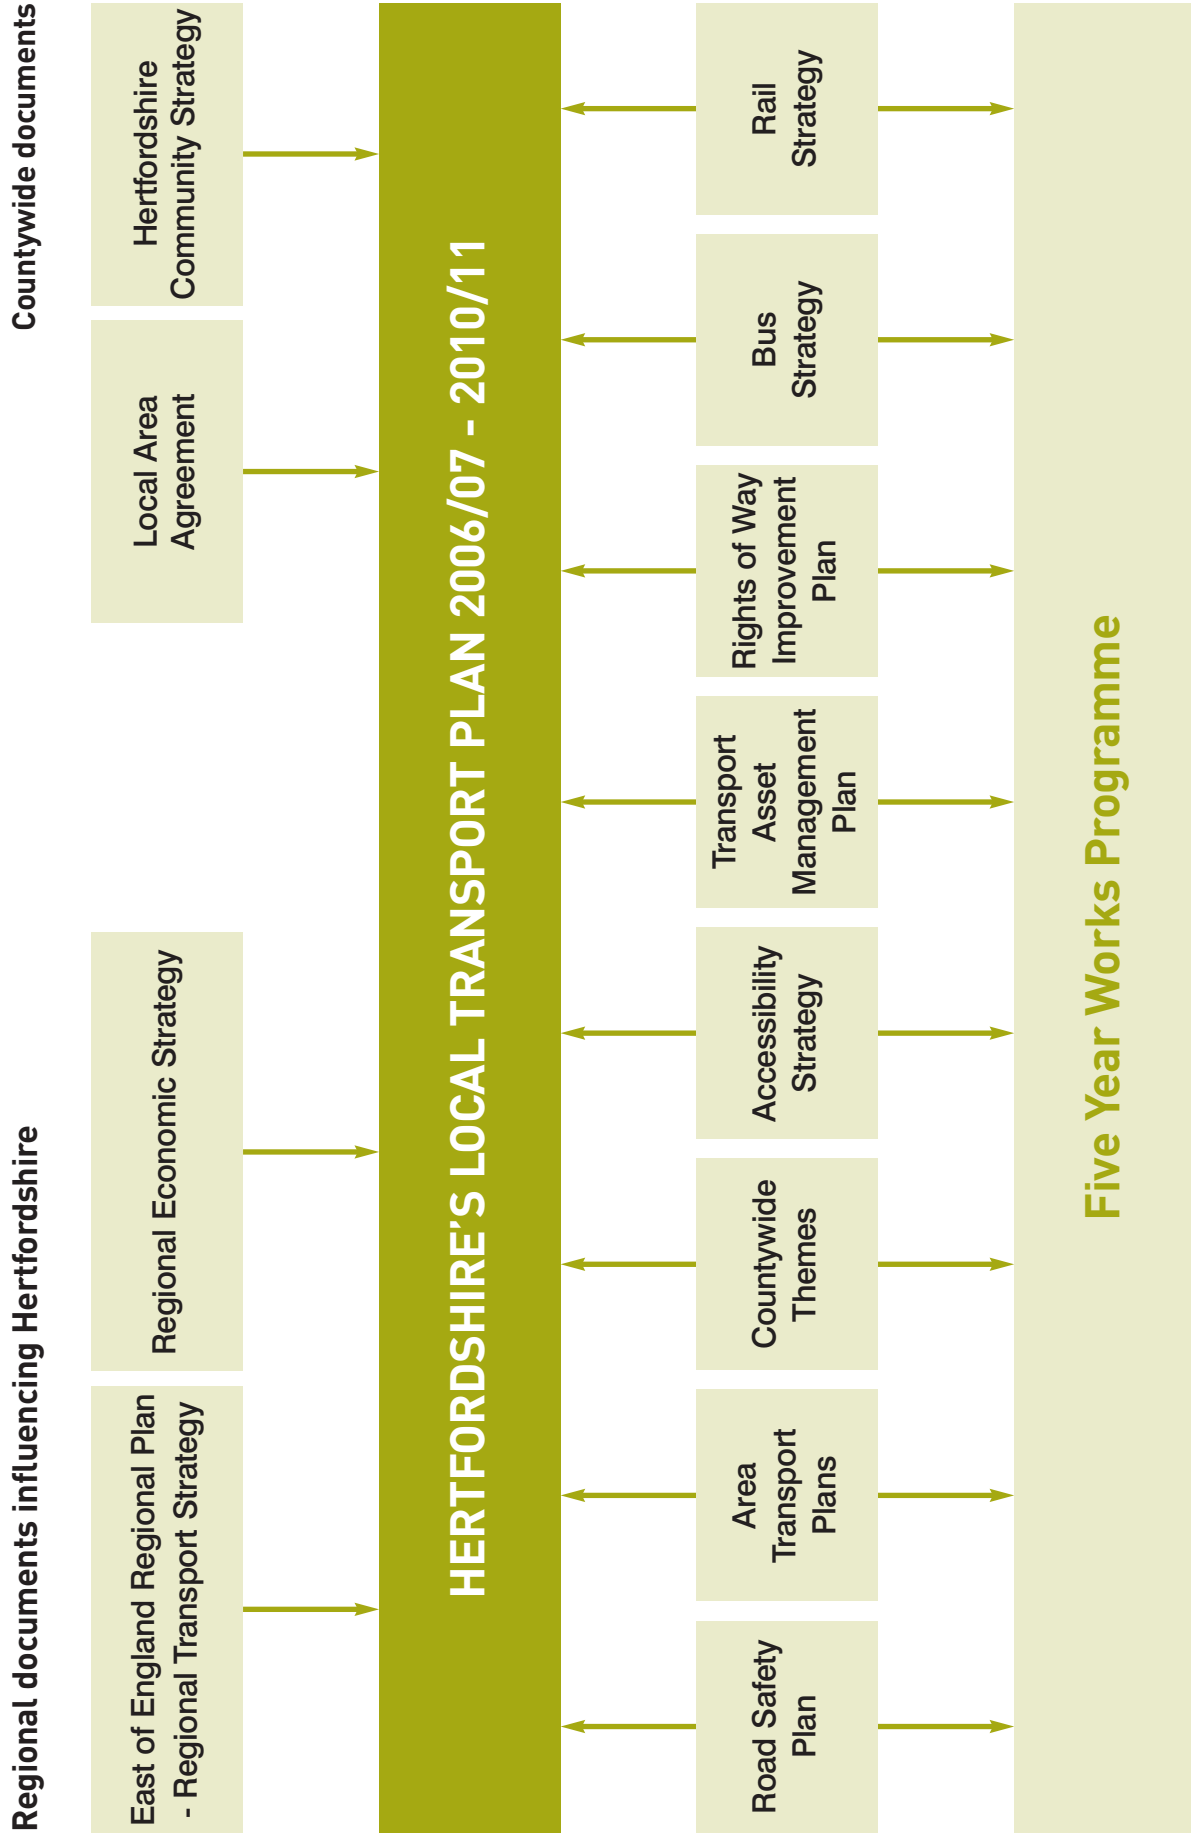 Regional documents influencing Hertfordshire
Countywide documents
East of England Regional Plan
- Regional Transport Strategy
Regional Economic Strategy
Local Area
Agreement
Hertfordshire
Community Strategy
HERTFORDSHIRE'S LOCAL TRANSPORT PLAN 2006/07 - 2010/11
Road Safety
Plan
Area
Transport
Plans
Countywide
Themes
Accessibility
Strategy
Transport
Asset
Management
Plan
Rights of Way
Improvement
Plan
Bus
Strategy
Rail
Strategy
Five Year Works Programme